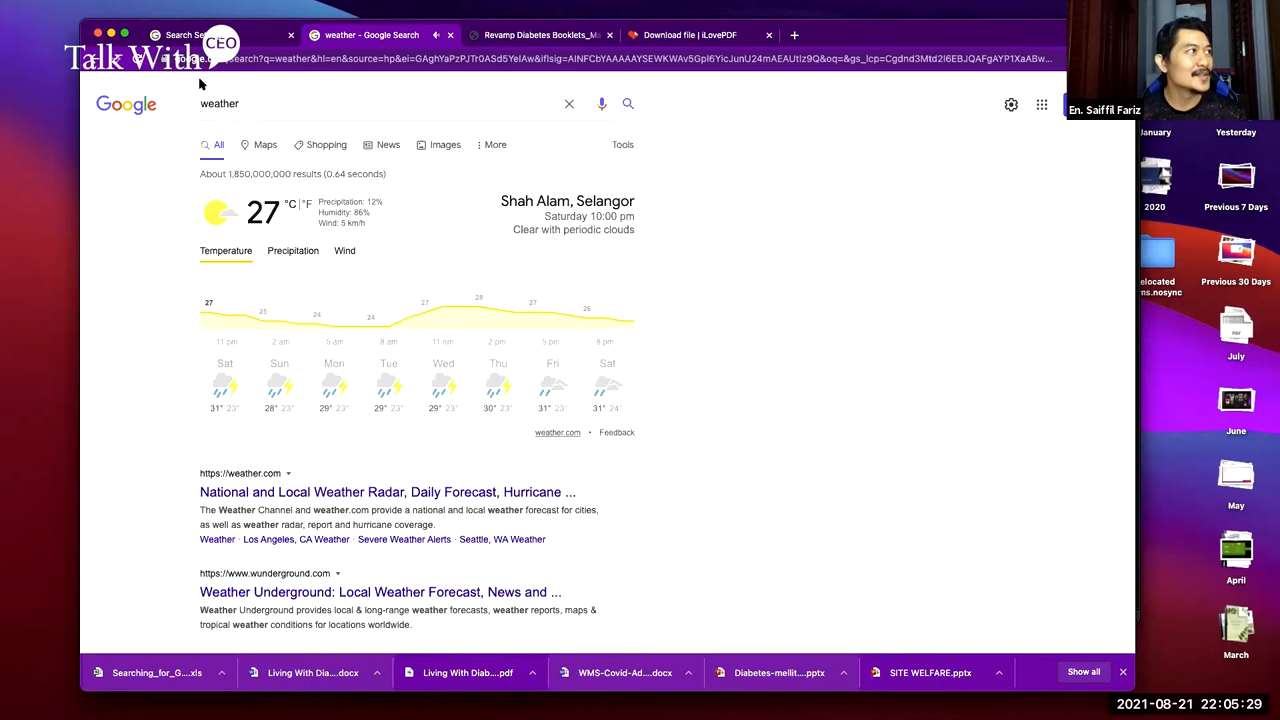 Talk With CEO
Search Se
weather - Google Search
Revamp Diabetes Booklets_Ma
Download file | iLovePDF
En. Saiffil Fariz
Google
weather
All
Maps
Shopping
News
Images
More
Tools
About 1,850,000,000 results (0.64 seconds)
27 °C | °F
Precipitation: 12%
Humidity: 86%
Wind: 5 km/h
Shah Alam, Selangor
Saturday 10:00 pm
Clear with periodic clouds
Temperature
Precipitation
Wind
27 25 24 24 27 28 27 26
11 pm 2 am 5 am 8 am 11 am 2 pm 5 pm 8 pm
Sat Sun Mon Tue Wed Thu Fri Sat
31° 23° 28° 23° 29° 23° 29° 23° 29° 23° 30° 23° 31° 23° 31° 24°
weather.com • Feedback
https://weather.com
National and Local Weather Radar, Daily Forecast, Hurricane ...
The Weather Channel and weather.com provide a national and local weather forecast for cities,
as well as weather radar, report and hurricane coverage.
Weather · Los Angeles, CA Weather · Severe Weather Alerts · Seattle, WA Weather
https://www.wunderground.com
Weather Underground: Local Weather Forecast, News and ...
Weather Underground provides local & long-range weather forecasts, weather reports, maps &
tropical weather conditions for locations worldwide.
Searching_for_G....xls
Living With Dia....docx
Living With Diab....pdf
WMS-Covid-Ad....docx
Diabetes-mellit....pptx
SITE WELFARE.pptx
Show all
January
Yesterday
2020
Previous 7 Days
elocated
ms.nosync
Previous 30 Days
PDF
July
June
May
April
March
2021-08-21 22:05:29